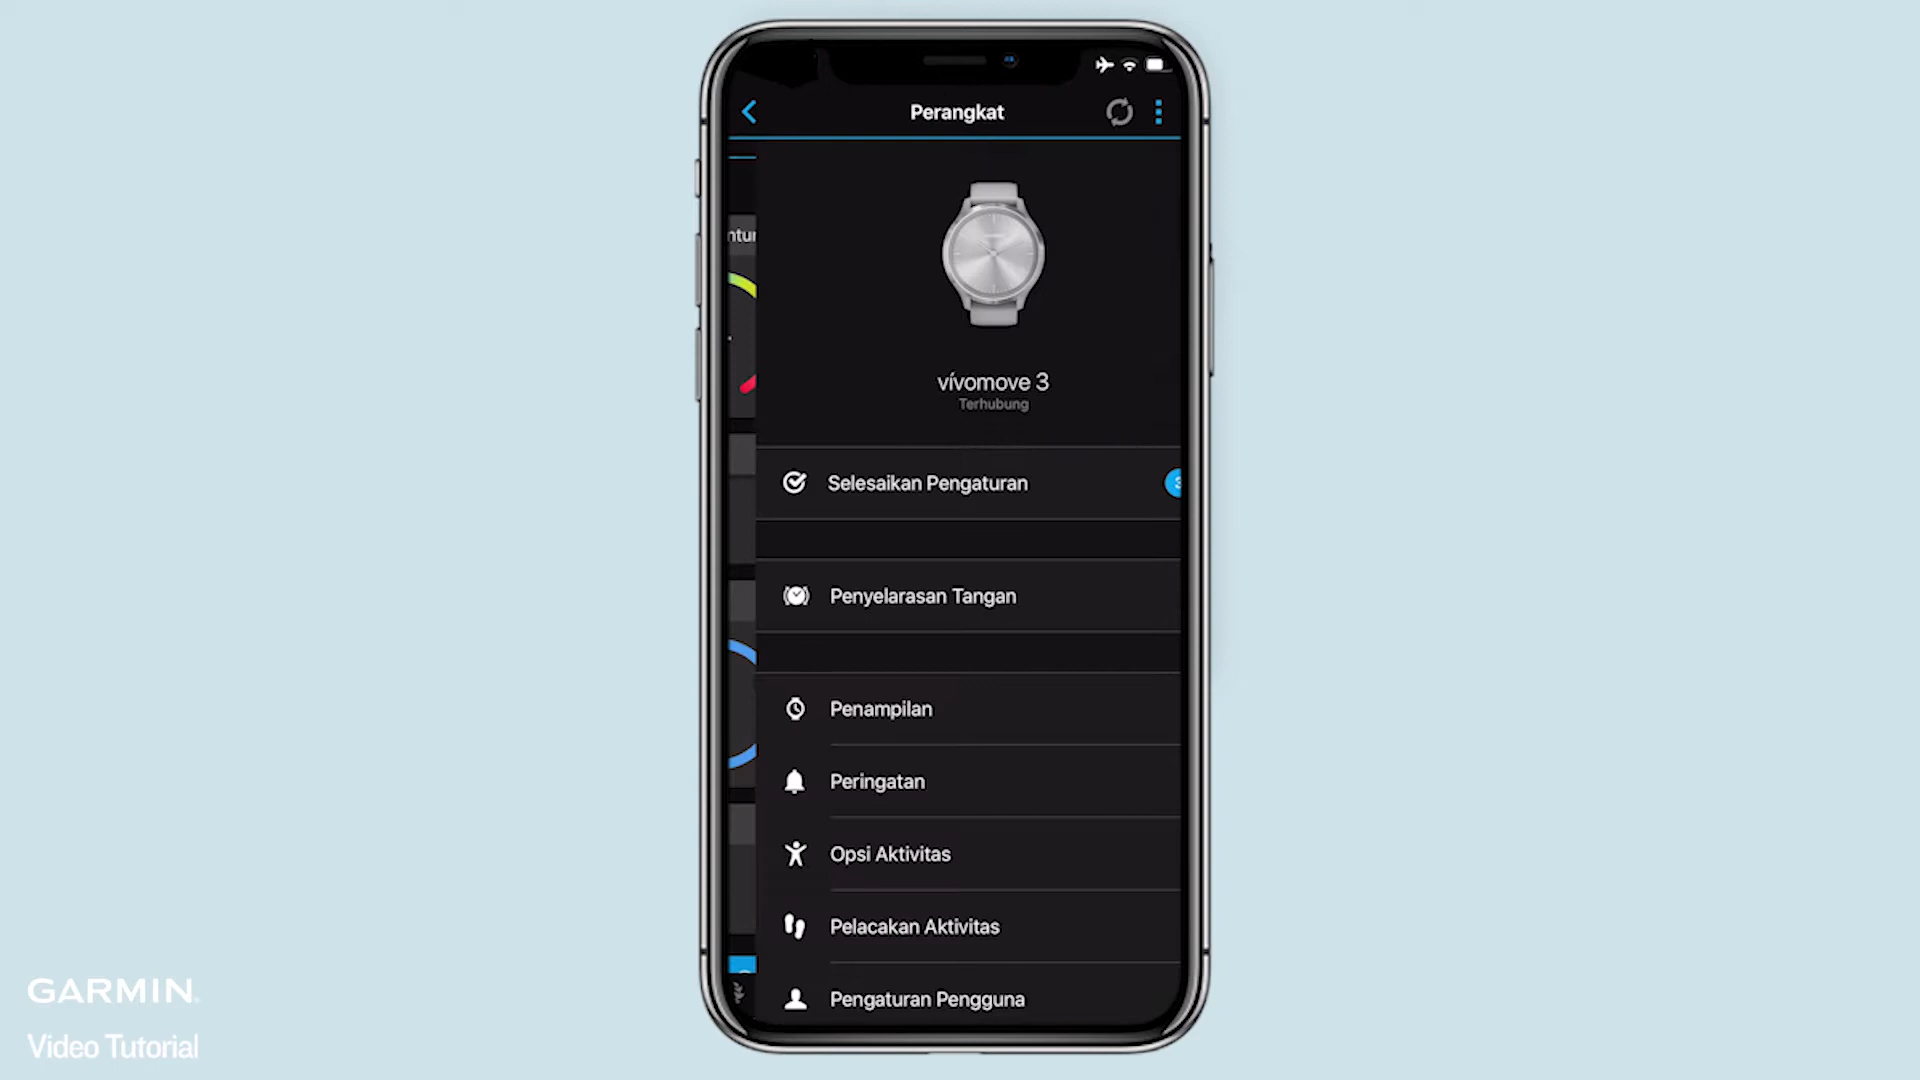 Perangkat
ntur
vívomove 3
Terhubung
Selesaikan Pengaturan
Penyelarasan Tangan
Penampilan
Peringatan
Opsi Aktivitas
Pelacakan Aktivitas
Pengaturan Pengguna
GARMIN.
Video Tutorial